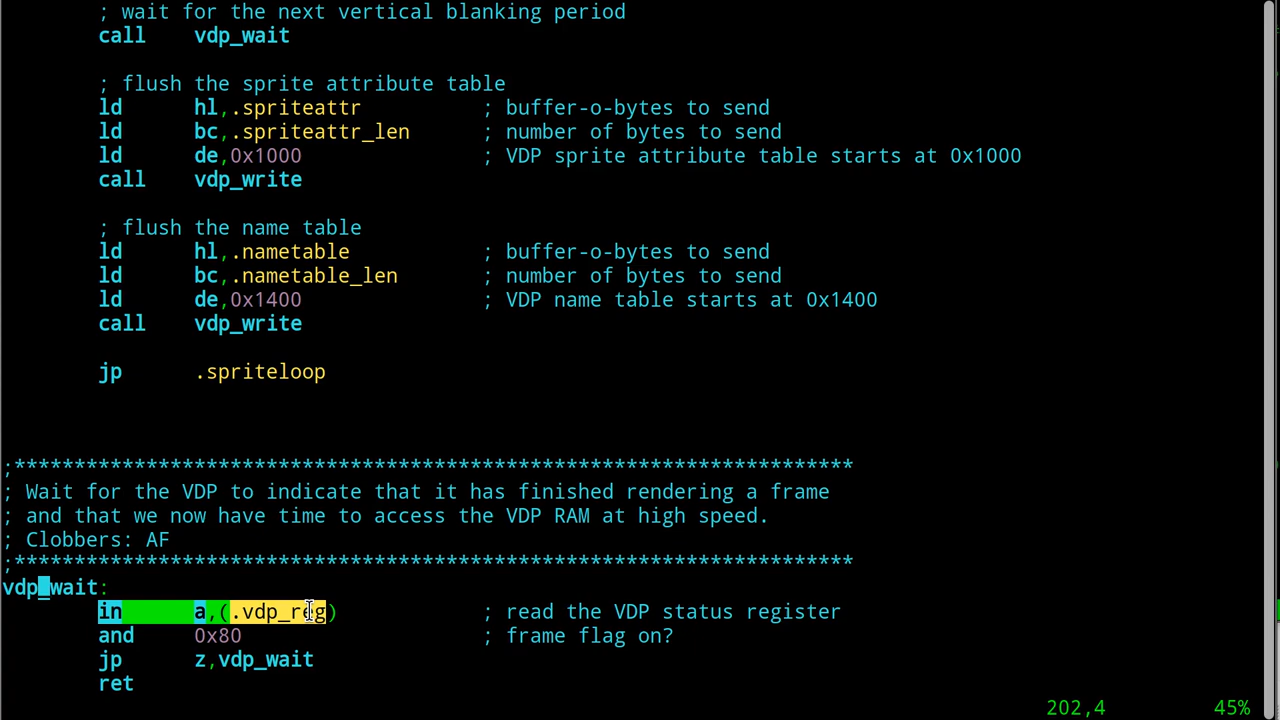 ; wait for the next vertical blanking period
call vdp_wait
; flush the sprite attribute table
ld hl,.spriteattr ; buffer-o-bytes to send
ld bc,.spriteattr_len ; number of bytes to send
ld de,0x1000 ; VDP sprite attribute table starts at 0x1000
call vdp_write
; flush the name table
ld hl,.nametable ; buffer-o-bytes to send
ld bc,.nametable_len ; number of bytes to send
ld de,0x1400 ; VDP name table starts at 0x1400
call vdp_write
jp .spriteloop
;**********************************************************************
; Wait for the VDP to indicate that it has finished rendering a frame
; and that we now have time to access the VDP RAM at high speed.
; Clobbers: AF
;**********************************************************************
vdp_wait:
in a,(.vdp_reg) ; read the VDP status register
and 0x80 ; frame flag on?
jp z,vdp_wait
ret
202,4 45%